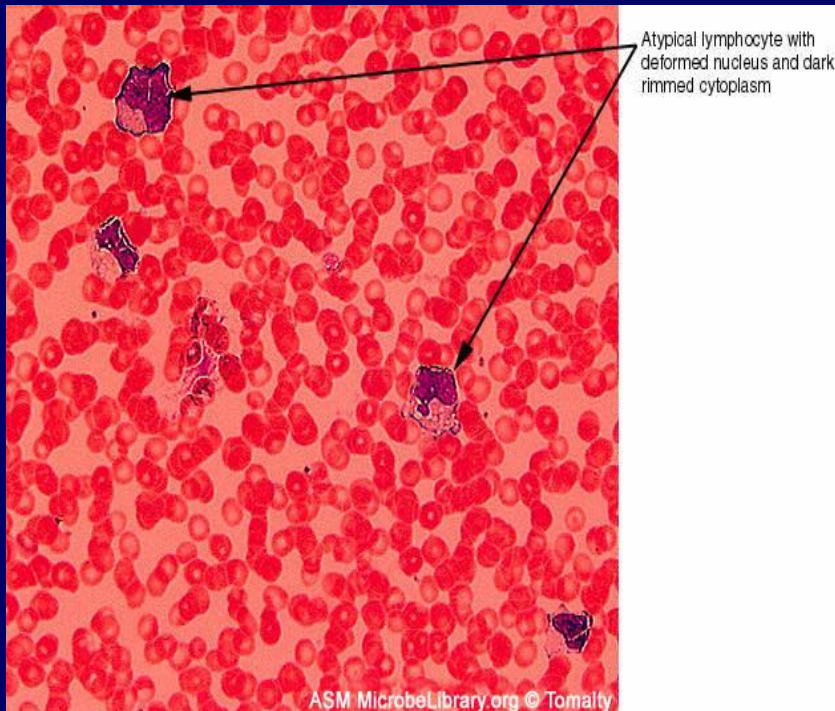 Atypical lymphocyte with
deformed nucleus and dark
rimmed cytoplasm
ASM MicrobeLibrary.org © Tomalty